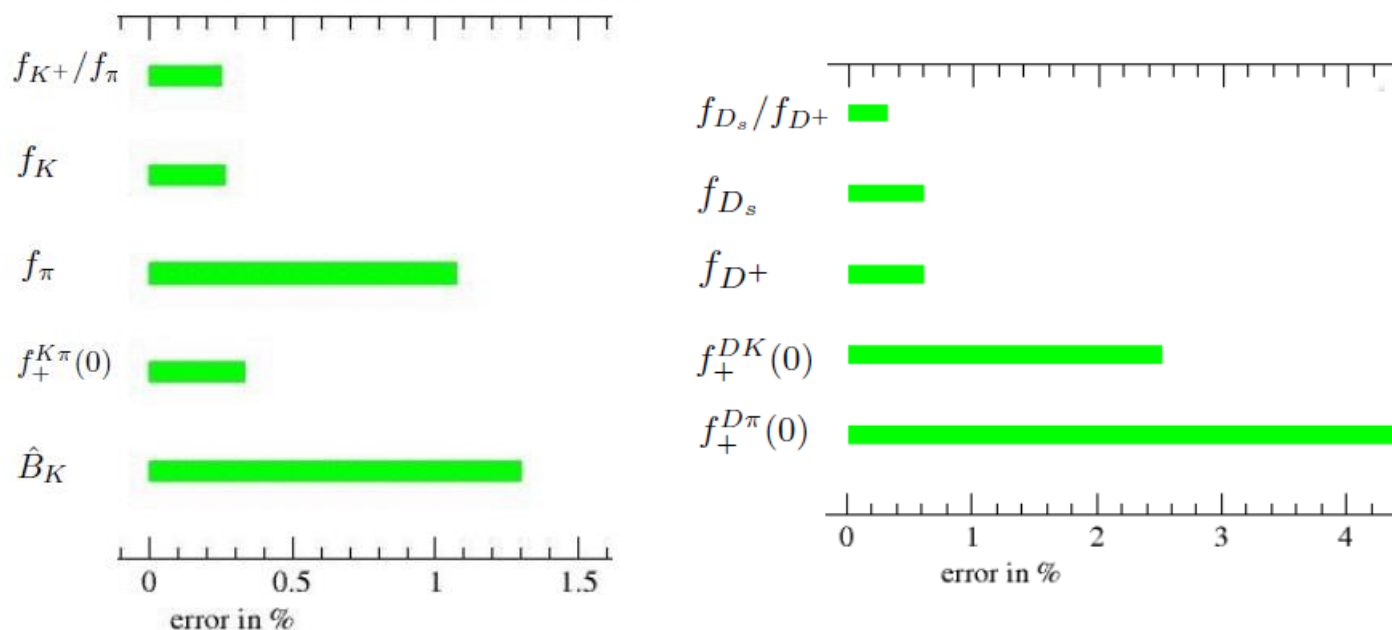 f_{K^+}/f_π
f_K
f_π
f_+^{Kπ}(0)
B̂_K
0 0.5 1 1.5
error in %
f_{D_s}/f_{D^+}
f_{D_s}
f_{D^+}
f_+^{DK}(0)
f_+^{Dπ}(0)
0 1 2 3 4
error in %